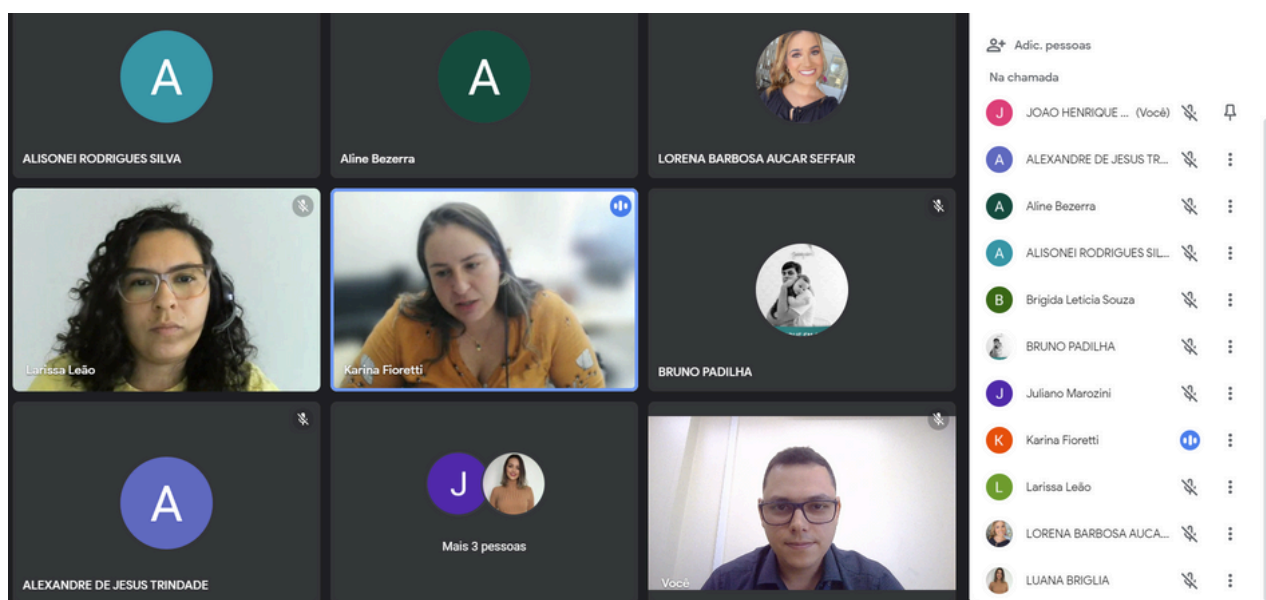 A
ALISONEI RODRIGUES SILVA
A
Aline Bezerra
LORENA BARBOSA AUCAR SEFFAIR
Larissa Leão
Karina Fioretti
BRUNO PADILHA
A
ALEXANDRE DE JESUS TRINDADE
J
Mais 3 pessoas
Você
Adic. pessoas
Na chamada
J JOAO HENRIQUE ... (Você)
A ALEXANDRE DE JESUS TR...
A Aline Bezerra
A ALISONEI RODRIGUES SIL...
B Brígida Letícia Souza
BRUNO PADILHA
J Juliano Marozini
K Karina Fioretti
L Larissa Leão
LORENA BARBOSA AUCA...
LUANA BRIGLIA